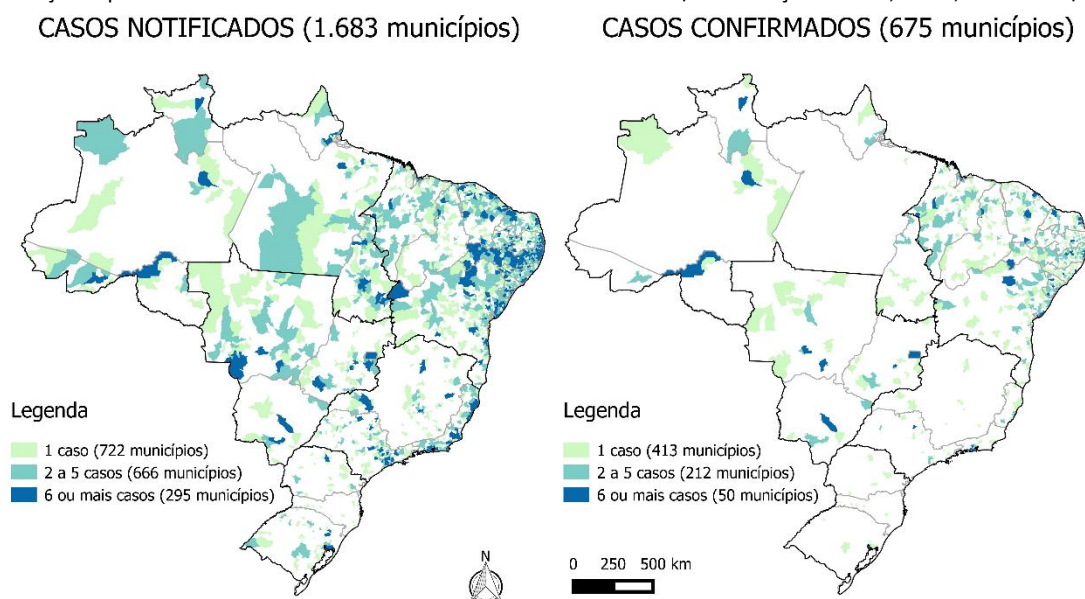 CASOS NOTIFICADOS (1.683 municípios)
CASOS CONFIRMADOS (675 municípios)
Legenda
1 caso (722 municípios)
2 a 5 casos (666 municípios)
6 ou mais casos (295 municípios)
Legenda
1 caso (413 municípios)
2 a 5 casos (212 municípios)
6 ou mais casos (50 municípios)
N
0 250 500 km